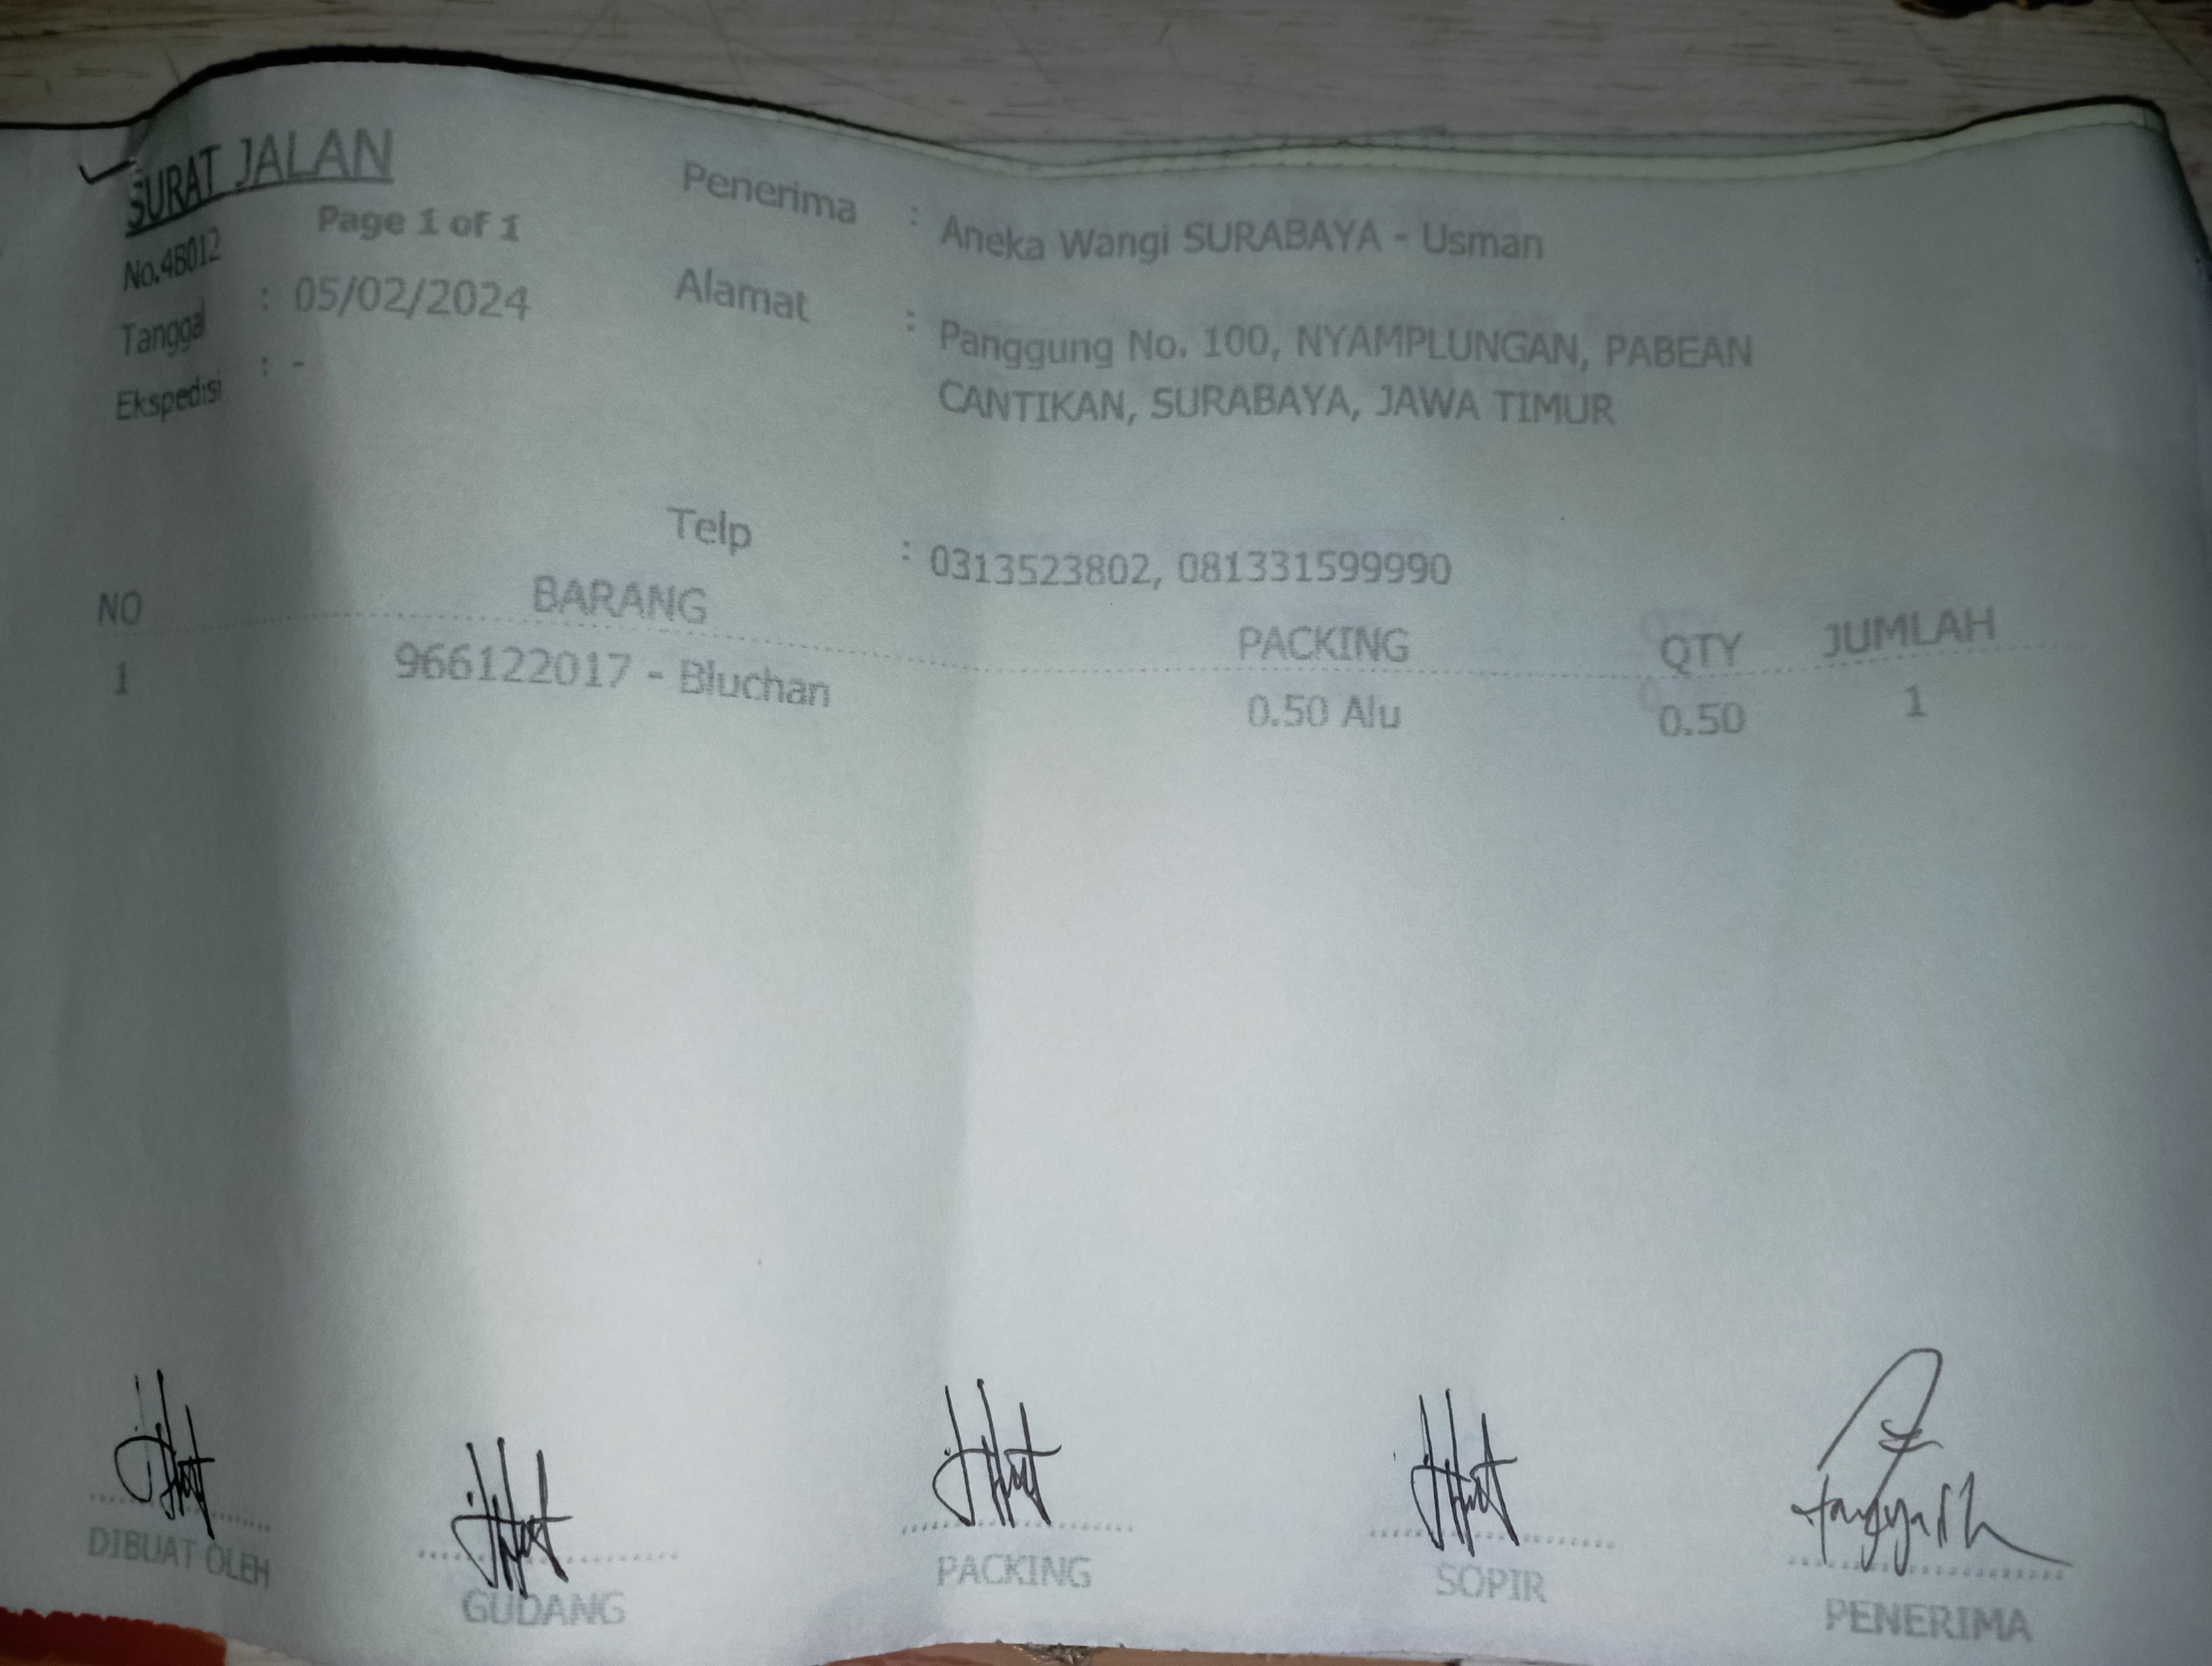 SURAT JALAN
No.4B012 Page 1 of 1
Tanggal : 05/02/2024
Ekspedisi : -
Penerima : Aneka Wangi SURABAYA - Usman
Alamat : Panggung No. 100, NYAMPLUNGAN, PABEAN
CANTIKAN, SURABAYA, JAWA TIMUR
Telp : 0313523802, 081331599990
NO BARANG PACKING QTY JUMLAH
1 966122017 - Bluchan 0.50 Alu 0.50 1
DIBUAT OLEH GUDANG PACKING SOPIR PENERIMA